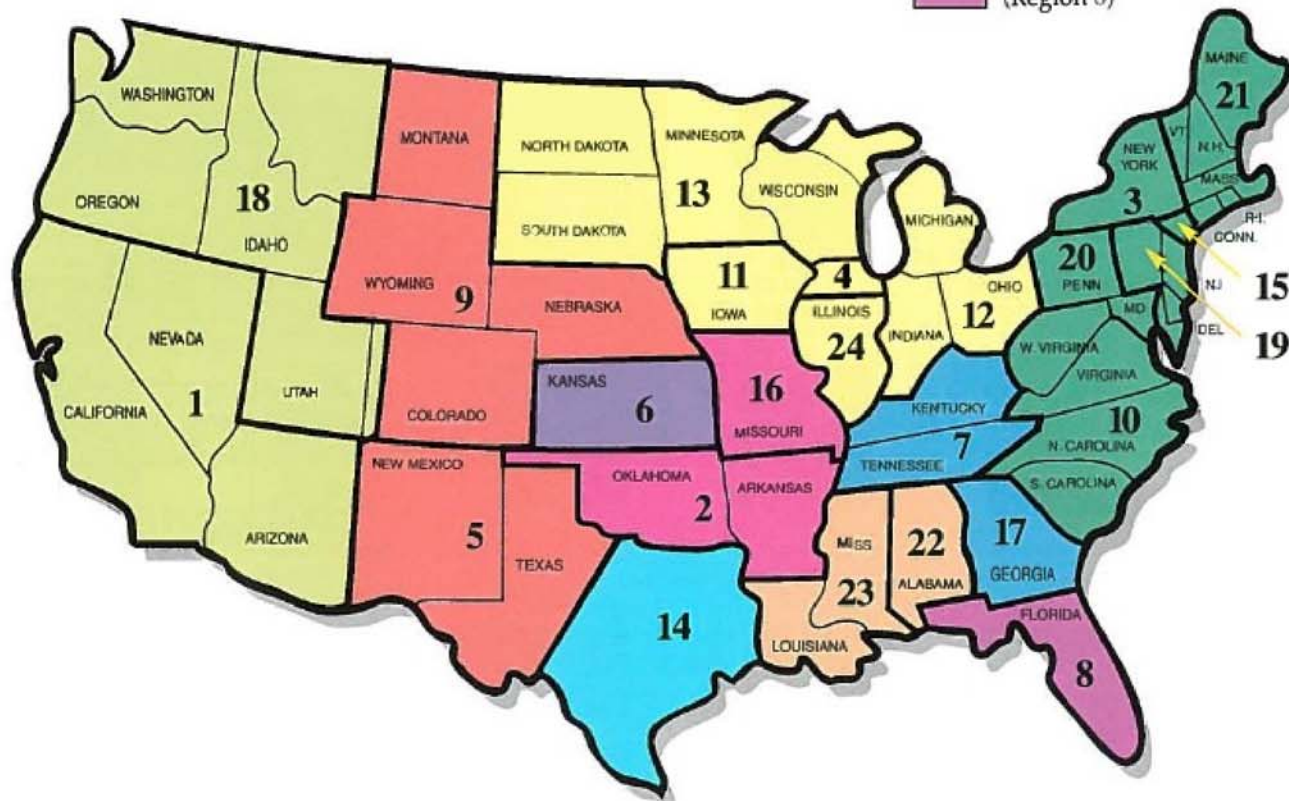 (Region 8)
MAINE
21
WASHINGTON
MONTANA
NORTH DAKOTA
MINNESOTA
VT.
N.H.
NEW
YORK
MASS
WISCONSIN
13
OREGON
18
IDAHO
SOUTH DAKOTA
MICHIGAN
3
R.I.
CONN.
20
PENN
11
IOWA
4
ILLINOIS
OHIO
12
WYOMING
9
NEBRASKA
NJ
15
MD
DEL
19
NEVADA
INDIANA
24
W. VIRGINIA
VIRGINIA
UTAH
KANSAS
6
16
MISSOURI
CALIFORNIA
1
COLORADO
KENTUCKY
10
N. CAROLINA
NEW MEXICO
OKLAHOMA
2
ARKANSAS
TENNESSEE
7
S. CAROLINA
ARIZONA
5
TEXAS
MISS
23
22
ALABAMA
17
GEORGIA
14
LOUISIANA
FLORIDA
8